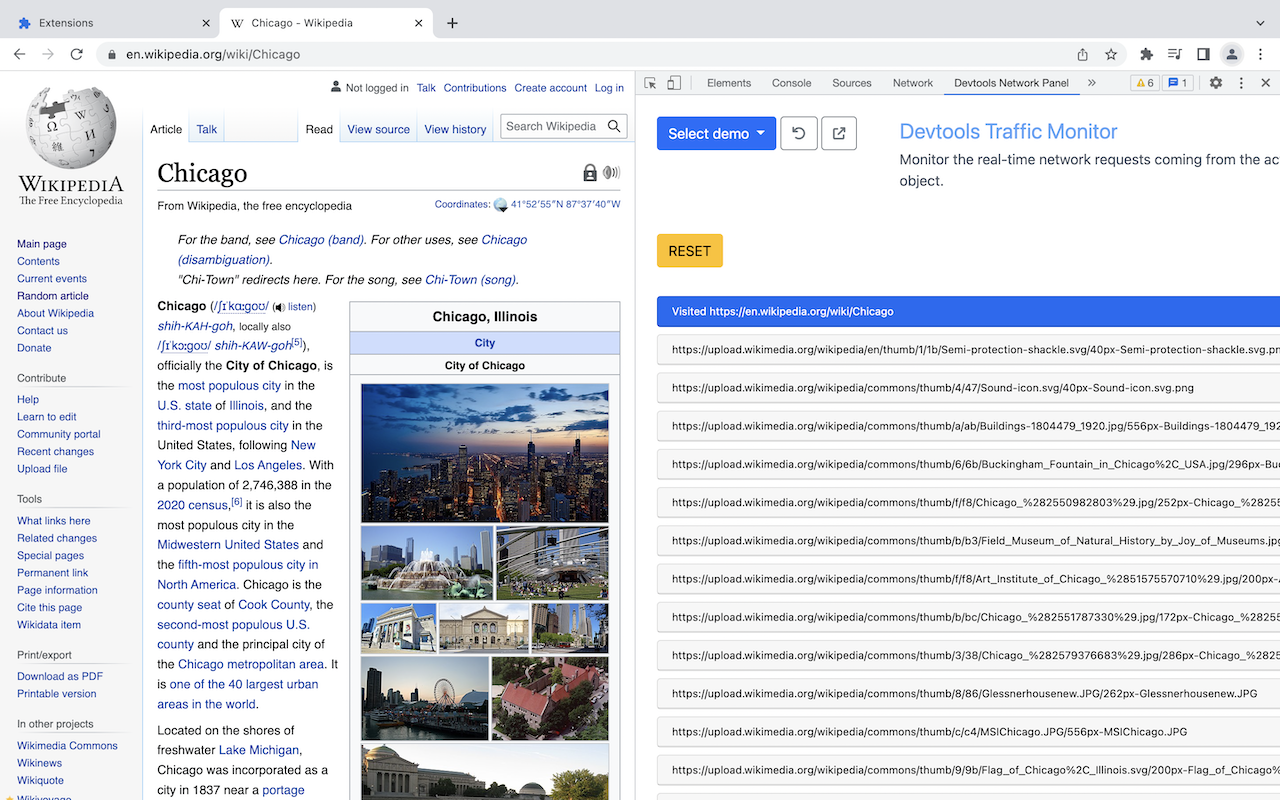 Extensions
Chicago - Wikipedia
en.wikipedia.org/wiki/Chicago
WIKIPEDIA
The Free Encyclopedia
Main page
Contents
Current events
Random article
About Wikipedia
Contact us
Donate
Contribute
Help
Learn to edit
Community portal
Recent changes
Upload file
Tools
What links here
Related changes
Special pages
Permanent link
Page information
Cite this page
Wikidata item
Print/export
Download as PDF
Printable version
In other projects
Wikimedia Commons
Wikinews
Wikiquote
Wikivoyage
Not logged in Talk Contributions Create account Log in
Article Talk Read View source View history Search Wikipedia
Chicago
From Wikipedia, the free encyclopedia
Coordinates: 41°52′55″N 87°37′40″W
For the band, see Chicago (band). For other uses, see Chicago
(disambiguation).
"Chi-Town" redirects here. For the song, see Chi-Town (song).
Chicago (/ʃɪˈkɑːɡoʊ/ (listen)
shih-KAH-goh, locally also
/ʃɪˈkɔːɡoʊ/ shih-KAW-goh[5]),
officially the City of Chicago, is
the most populous city in the
U.S. state of Illinois, and the
third-most populous city in the
United States, following New
York City and Los Angeles. With
a population of 2,746,388 in the
2020 census,[6] it is also the
most populous city in the
Midwestern United States and
the fifth-most populous city in
North America. Chicago is the
county seat of Cook County, the
second-most populous U.S.
county and the principal city of
the Chicago metropolitan area. It
is one of the 40 largest urban
areas in the world.
Located on the shores of
freshwater Lake Michigan,
Chicago was incorporated as a
city in 1837 near a portage
Chicago, Illinois
City
City of Chicago
Elements Console Sources Network Devtools Network Panel » 6 1
Select demo
Devtools Traffic Monitor
Monitor the real-time network requests coming from the ac
object.
RESET
Visited https://en.wikipedia.org/wiki/Chicago
https://upload.wikimedia.org/wikipedia/en/thumb/1/1b/Semi-protection-shackle.svg/40px-Semi-protection-shackle.svg.pn
https://upload.wikimedia.org/wikipedia/commons/thumb/4/47/Sound-icon.svg/40px-Sound-icon.svg.png
https://upload.wikimedia.org/wikipedia/commons/thumb/a/ab/Buildings-1804479_1920.jpg/556px-Buildings-1804479_192
https://upload.wikimedia.org/wikipedia/commons/thumb/6/6b/Buckingham_Fountain_in_Chicago%2C_USA.jpg/296px-Buc
https://upload.wikimedia.org/wikipedia/commons/thumb/f/f8/Chicago_%282550982803%29.jpg/252px-Chicago_%28255
https://upload.wikimedia.org/wikipedia/commons/thumb/b/b3/Field_Museum_of_Natural_History_by_Joy_of_Museums.jpg
https://upload.wikimedia.org/wikipedia/commons/thumb/f/f8/Art_Institute_of_Chicago_%2851575570710%29.jpg/200px-A
https://upload.wikimedia.org/wikipedia/commons/thumb/b/bc/Chicago_%282551787330%29.jpg/172px-Chicago_%28255
https://upload.wikimedia.org/wikipedia/commons/thumb/3/38/Chicago_%282579376683%29.jpg/286px-Chicago_%2825
https://upload.wikimedia.org/wikipedia/commons/thumb/8/86/Glessnerhousenew.JPG/262px-Glessnerhousenew.JPG
https://upload.wikimedia.org/wikipedia/commons/thumb/c/c4/MSIChicago.JPG/556px-MSIChicago.JPG
https://upload.wikimedia.org/wikipedia/commons/thumb/9/9b/Flag_of_Chicago%2C_Illinois.svg/200px-Flag_of_Chicago%